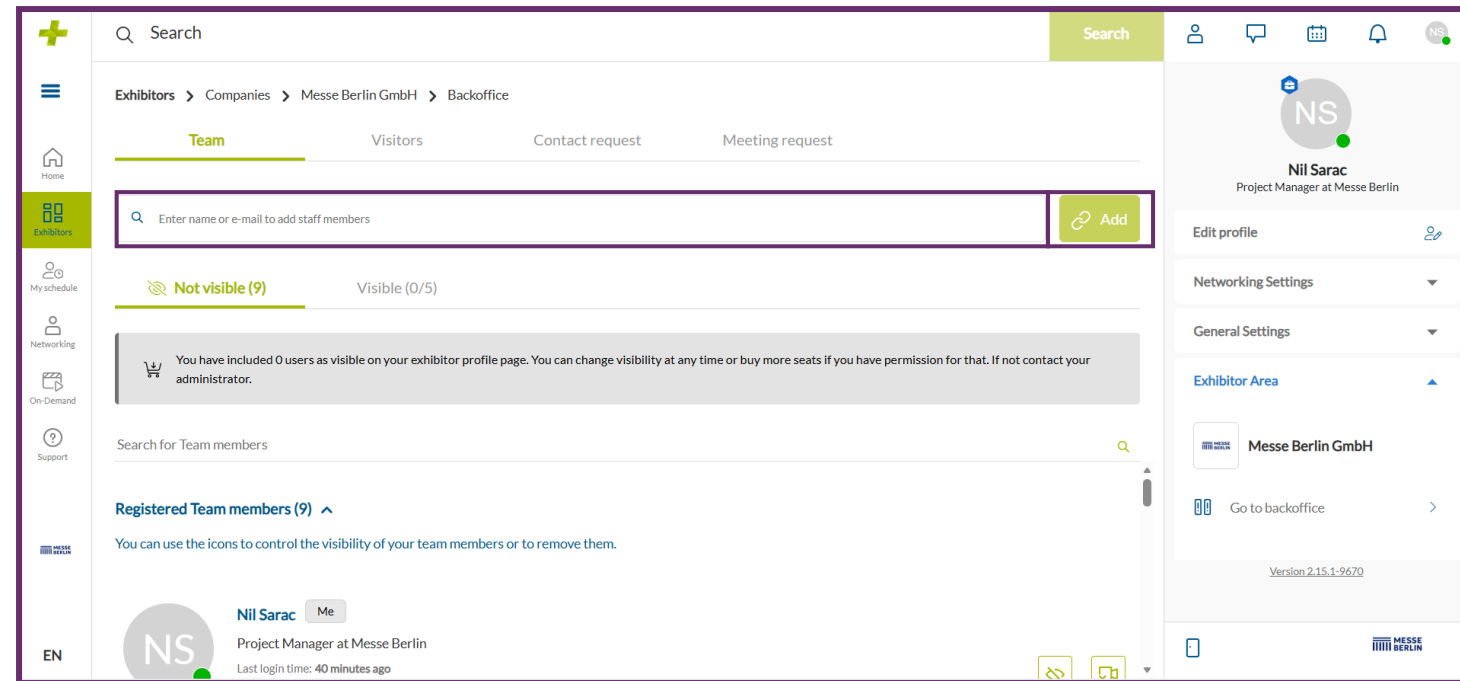 Search
Search
NS
Exhibitors > Companies > Messe Berlin GmbH > Backoffice
Team
Visitors
Contact request
Meeting request
Home
Exhibitors
My schedule
Networking
On-Demand
Support
MESSE
BERLIN
EN
Enter name or e-mail to add staff members
Add
Not visible (9)
Visible (0/5)
You have included 0 users as visible on your exhibitor profile page. You can change visibility at any time or buy more seats if you have permission for that. If not contact your
administrator.
Search for Team members
Registered Team members (9)
You can use the icons to control the visibility of your team members or to remove them.
NS
Nil Sarac
Me
Project Manager at Messe Berlin
Last login time: 40 minutes ago
NS
Nil Sarac
Project Manager at Messe Berlin
Edit profile
Networking Settings
General Settings
Exhibitor Area
MESSE
BERLIN
Messe Berlin GmbH
Go to backoffice
Version 2.15.1-9670
MESSE
BERLIN